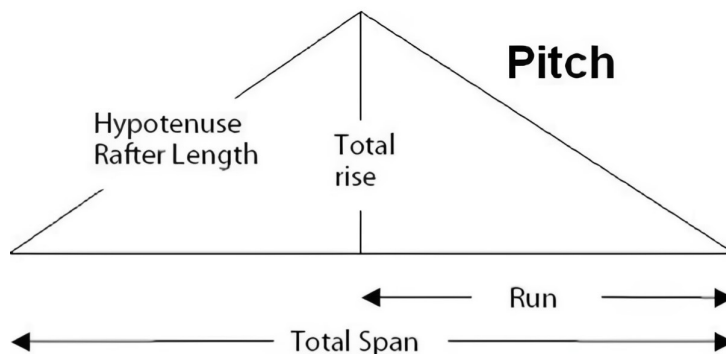 Pitch
Hypotenuse
Rafter Length
Total
rise
Run
Total Span